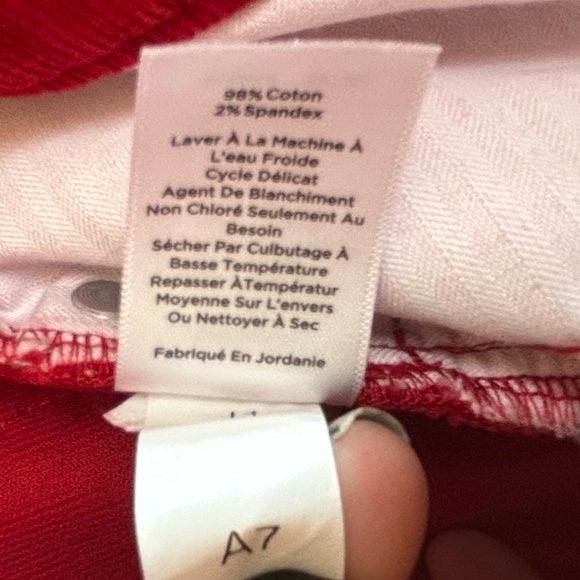 98% Coton
2% Spandex
Laver À La Machine À
L'eau Froide
Cycle Délicat
Agent De Blanchiment
Non Chloré Seulement Au
Besoin
Sécher Par Culbutage À
Basse Température
Repasser ÀTempératur
Moyenne Sur L'envers
Ou Nettoyer À Sec
Fabriqué En Jordanie
A7